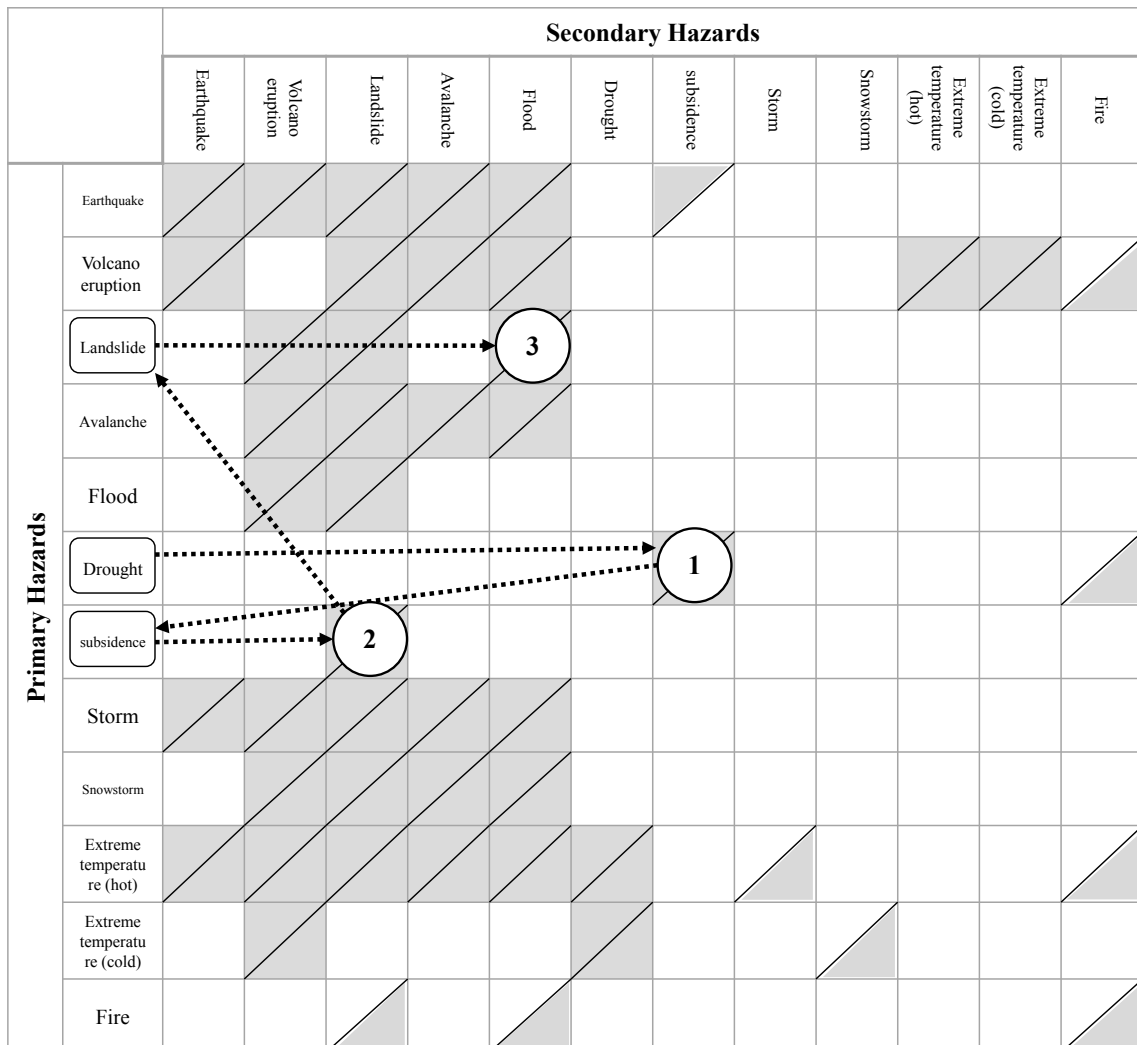 Secondary Hazards
Earthquake
Volcano
eruption
Landslide
Avalanche
Flood
Drought
subsidence
Storm
Snowstorm
Extreme
temperature
(hot)
Extreme
temperature
(cold)
Fire
Primary Hazards
Earthquake
Volcano
eruption
Landslide
3
Avalanche
Flood
Drought
1
subsidence
2
Storm
Snowstorm
Extreme
temperatu
re (hot)
Extreme
temperatu
re (cold)
Fire